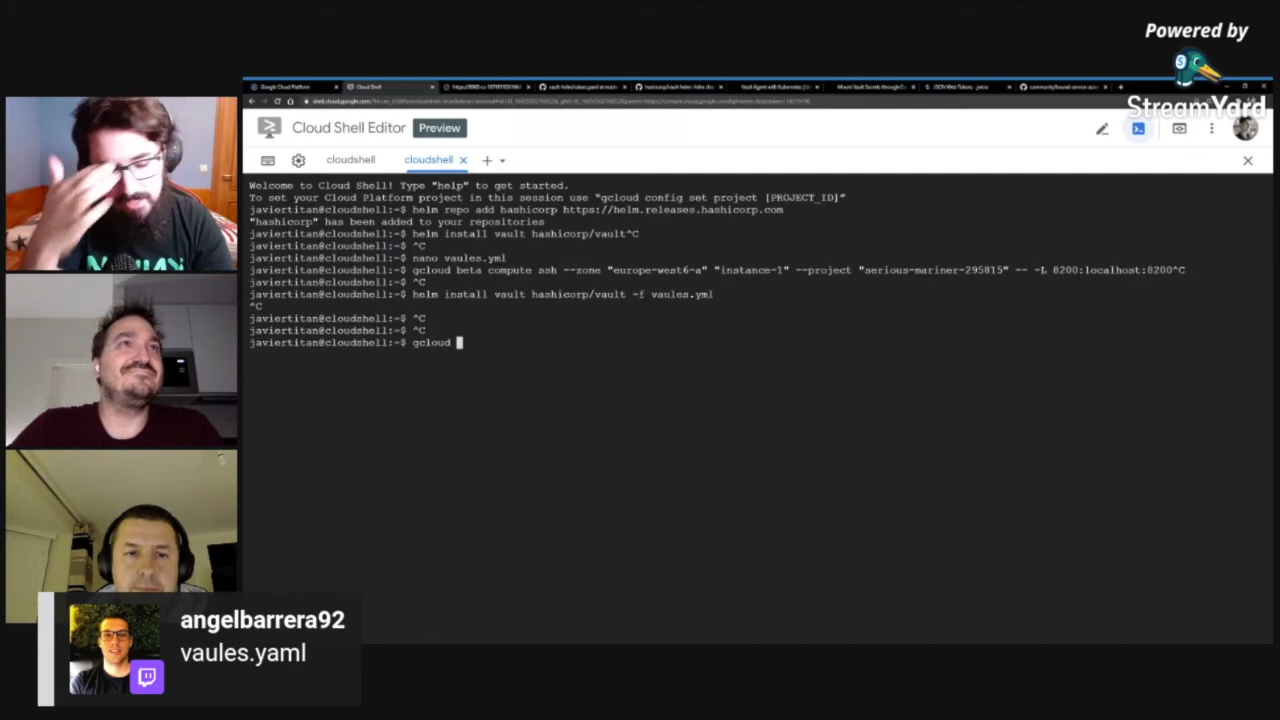 Powered by
StreamYard
Google Cloud Platform
Cloud Shell
Cloud Shell Editor
Preview
cloudshell
cloudshell
Welcome to Cloud Shell! Type "help" to get started.
To set your Cloud Platform project in this session use “gcloud config set project [PROJECT_ID]”
javiertitan@cloudshell:~$ helm repo add hashicorp https://helm.releases.hashicorp.com
"hashicorp" has been added to your repositories
javiertitan@cloudshell:~$ helm install vault hashicorp/vault^C
javiertitan@cloudshell:~$ ^C
javiertitan@cloudshell:~$ nano vaules.yml
javiertitan@cloudshell:~$ gcloud beta compute ssh --zone "europe-west6-a" "instance-1" --project "serious-mariner-295815" -- -L 8200:localhost:8200^C
javiertitan@cloudshell:~$ ^C
javiertitan@cloudshell:~$ helm install vault hashicorp/vault -f vaules.yml
^C
javiertitan@cloudshell:~$ ^C
javiertitan@cloudshell:~$ ^C
javiertitan@cloudshell:~$ gcloud
angelbarrera92
vaules.yaml